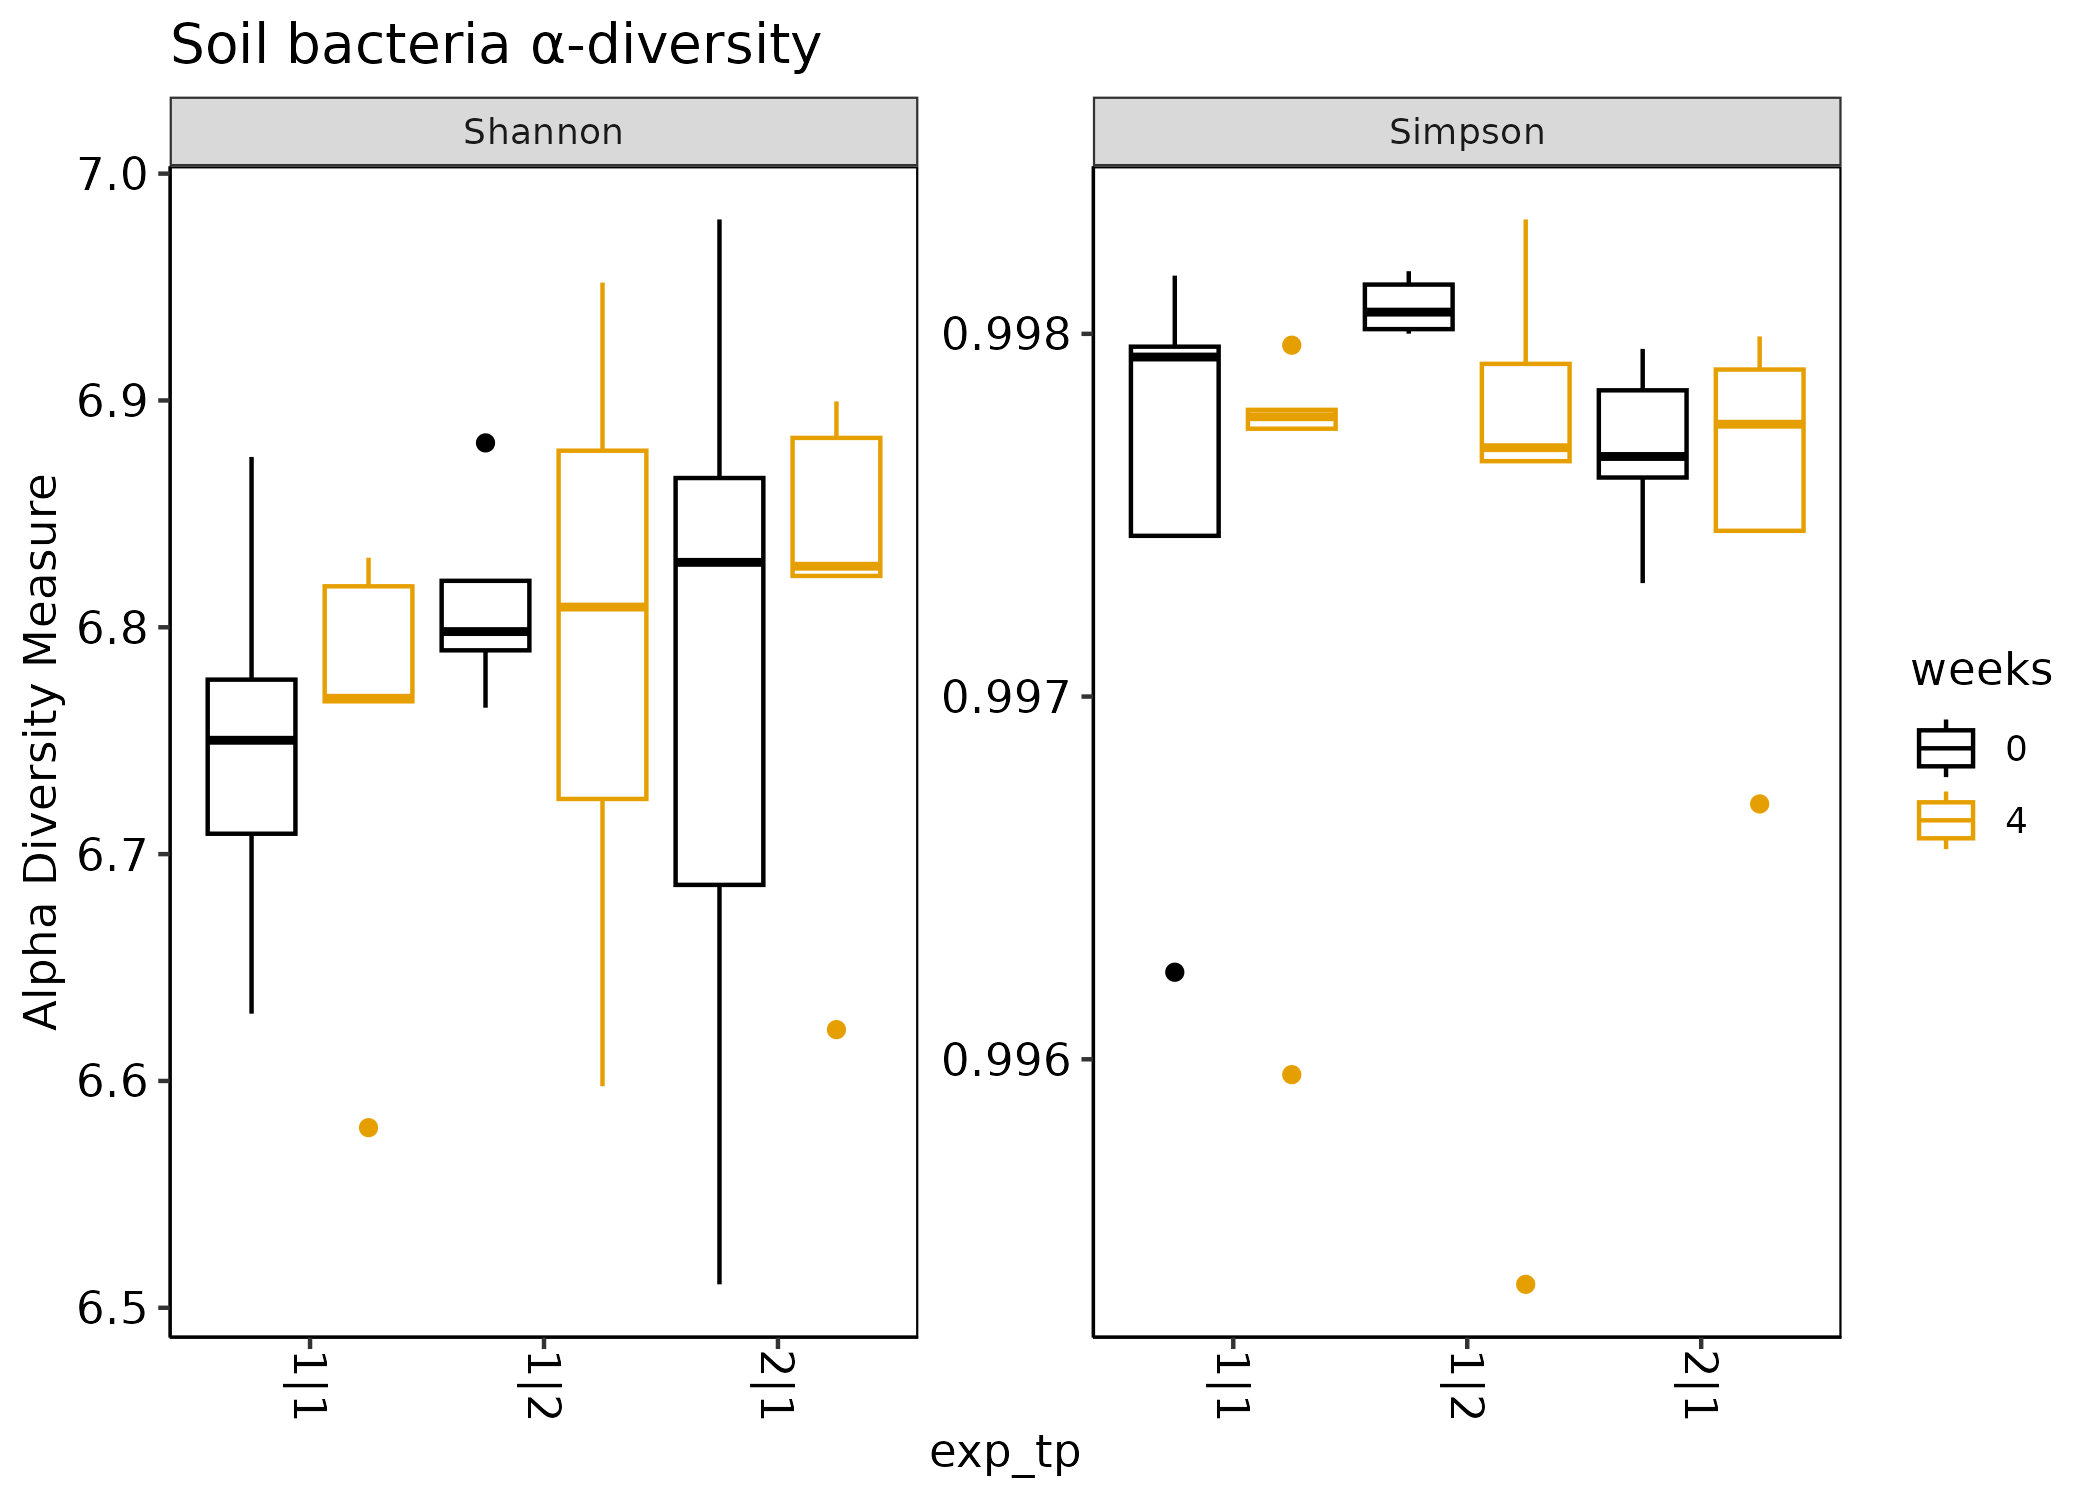 Soil bacteria α-diversity
Shannon
Simpson
Alpha Diversity Measure
7.0
6.9
6.8
6.7
6.6
6.5
0.998
0.997
0.996
1|1
1|2
2|1
1|1
1|2
2|1
exp_tp
weeks
0
4